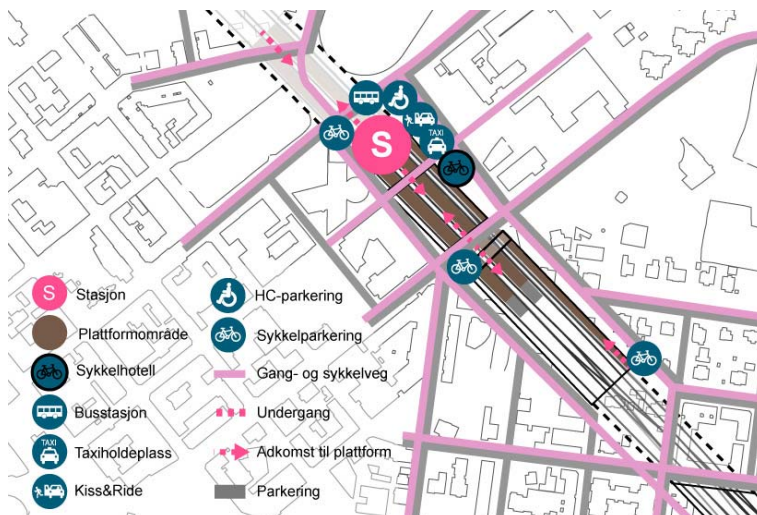 TAXI
S
S
Stasjon
Plattformområde
Sykkelhotell
Busstasjon
TAXI
Taxiholdeplass
Kiss&Ride
HC-parkering
Sykkelparkering
Gang- og sykkelveg
Undergang
Adkomst til plattform
Parkering